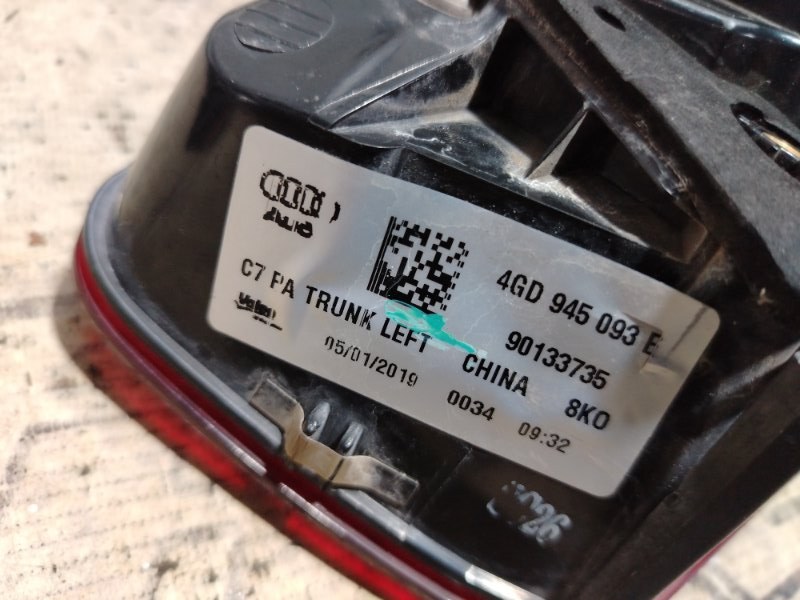 Audi
4GD 945 093 E
C7 PA TRUNK LEFT
90133735
Valeo
05/01/2019
CHINA
8K0
0034
09:32